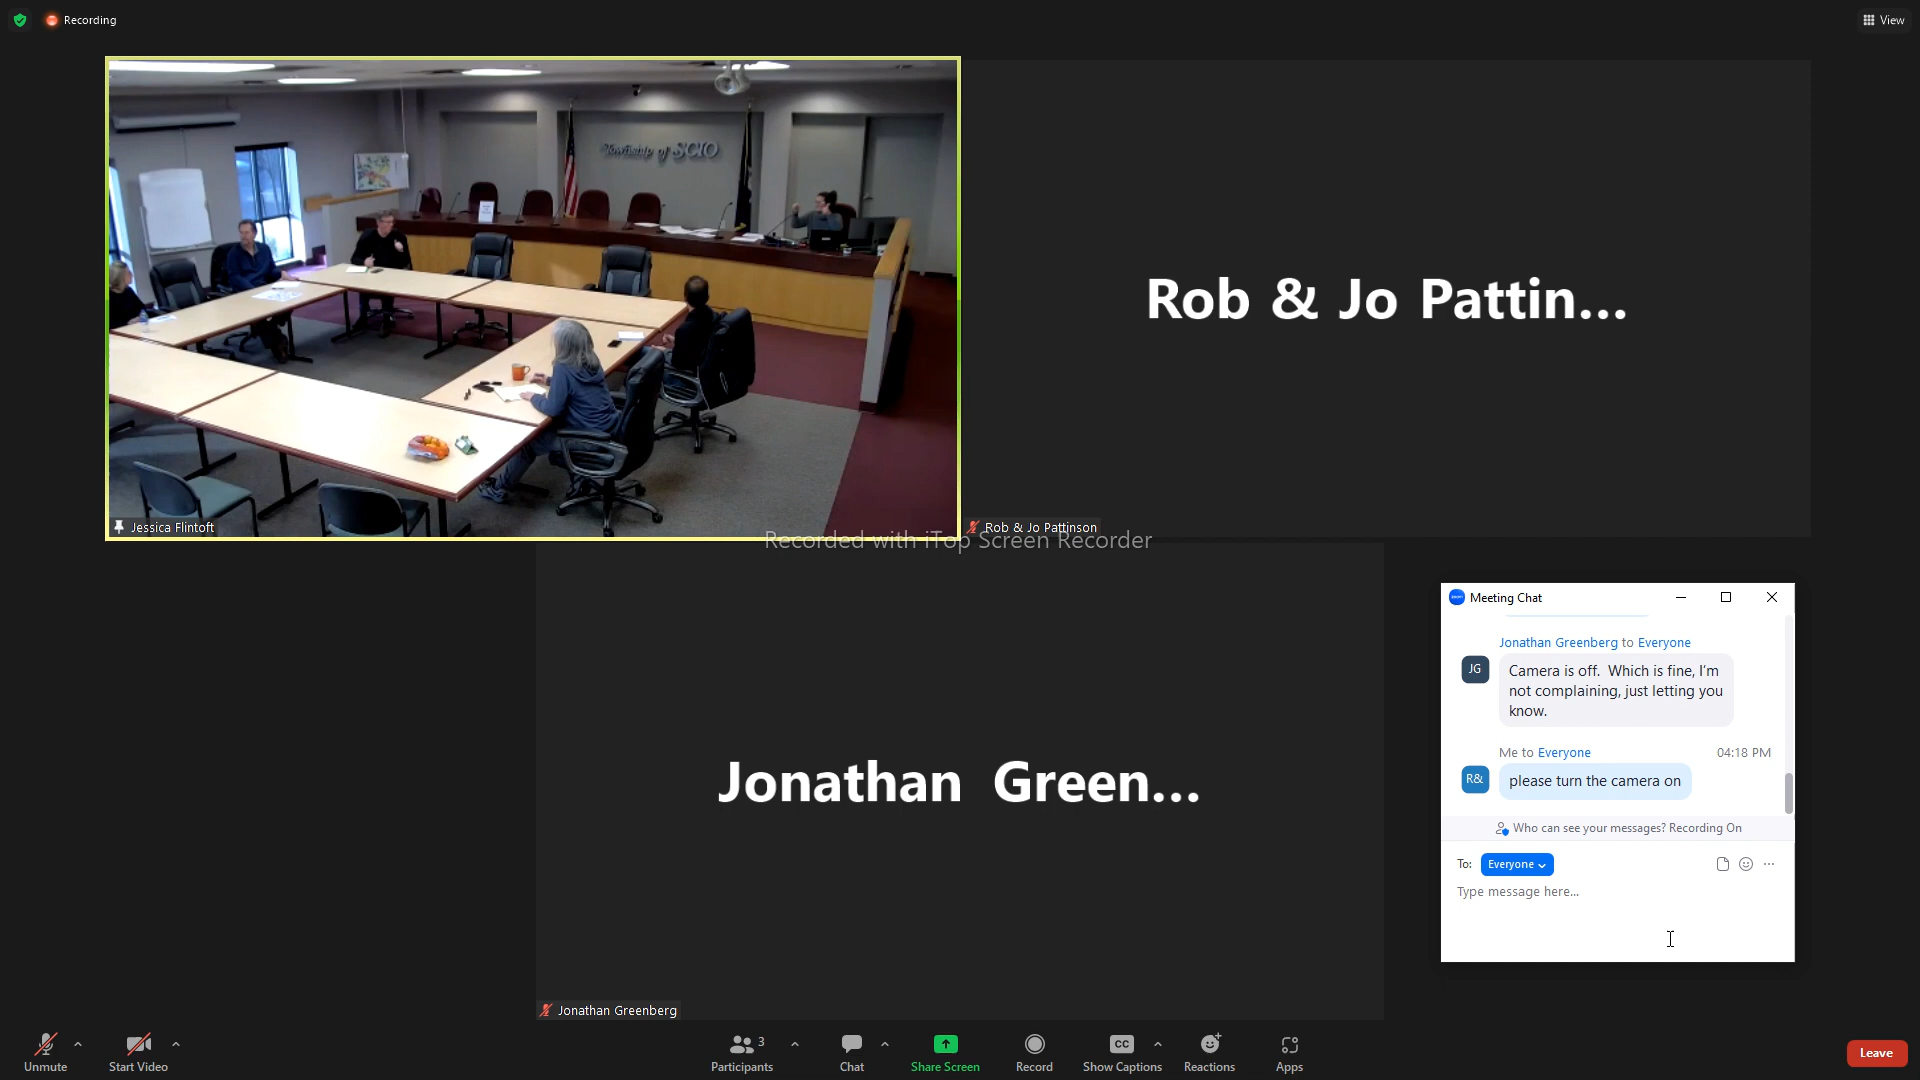 Recording
View
Township of SCIO
Rob & Jo Pattin...
Jessica Flintoft
Rob & Jo Pattinson
Recorded with iTop Screen Recorder
Meeting Chat
Jonathan Greenberg to Everyone
JG
Camera is off.  Which is fine, I'm
not complaining, just letting you
know.
Me to Everyone 04:18 PM
R&
please turn the camera on
Who can see your messages? Recording On
To: Everyone
Type message here...
Jonathan  Green...
Jonathan Greenberg
Unmute
Start Video
3
Participants
Chat
Share Screen
Record
CC
Show Captions
Reactions
Apps
Leave